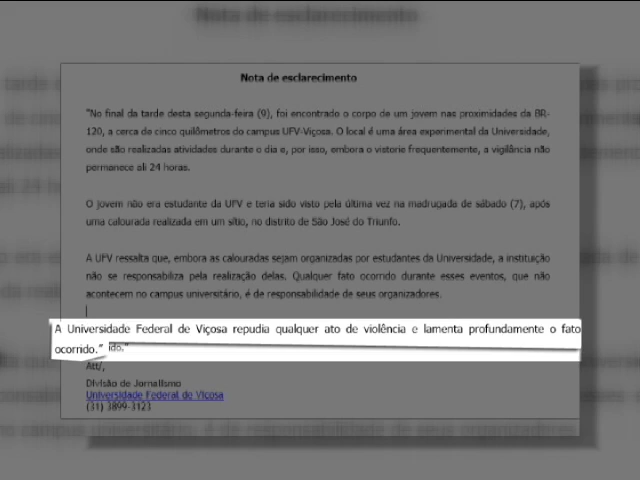 Nota de esclarecimento
Nota de esclarecimento
"No final da tarde desta segunda-feira (9), foi encontrado o corpo de um jovem nas proximidades da BR-
120, a cerca de cinco quilômetros do campus UFV-Viçosa. O local é uma área experimental da Universidade,
onde são realizadas atividades durante o dia e, por isso, embora o vistorie frequentemente, a vigilância não
permanece ali 24 horas.
O jovem não era estudante da UFV e teria sido visto pela última vez na madrugada de sábado (7), após
uma calourada realizada em um sítio, no distrito de São José do Triunfo.
A UFV ressalta que, embora as calouradas sejam organizadas por estudantes da Universidade, a instituição
não se responsabiliza pela realização delas. Qualquer fato ocorrido durante esses eventos, que não
acontecem no campus universitário, é de responsabilidade de seus organizadores.
A Universidade Federal de Viçosa repudia qualquer ato de violência e lamenta profundamente o fato
ocorrido." ido."
Att/,
Divisão de Jornalismo
Universidade Federal de Viçosa
(31) 3899-3123